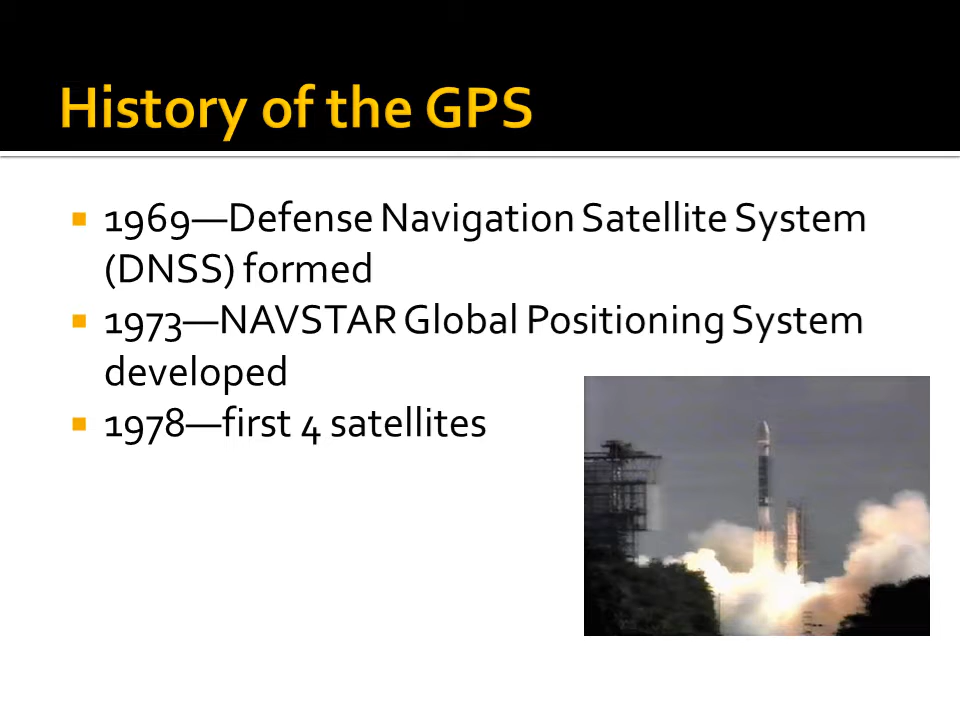 History of the GPS
1969—Defense Navigation Satellite System
(DNSS) formed
1973—NAVSTAR Global Positioning System
developed
1978—first 4 satellites